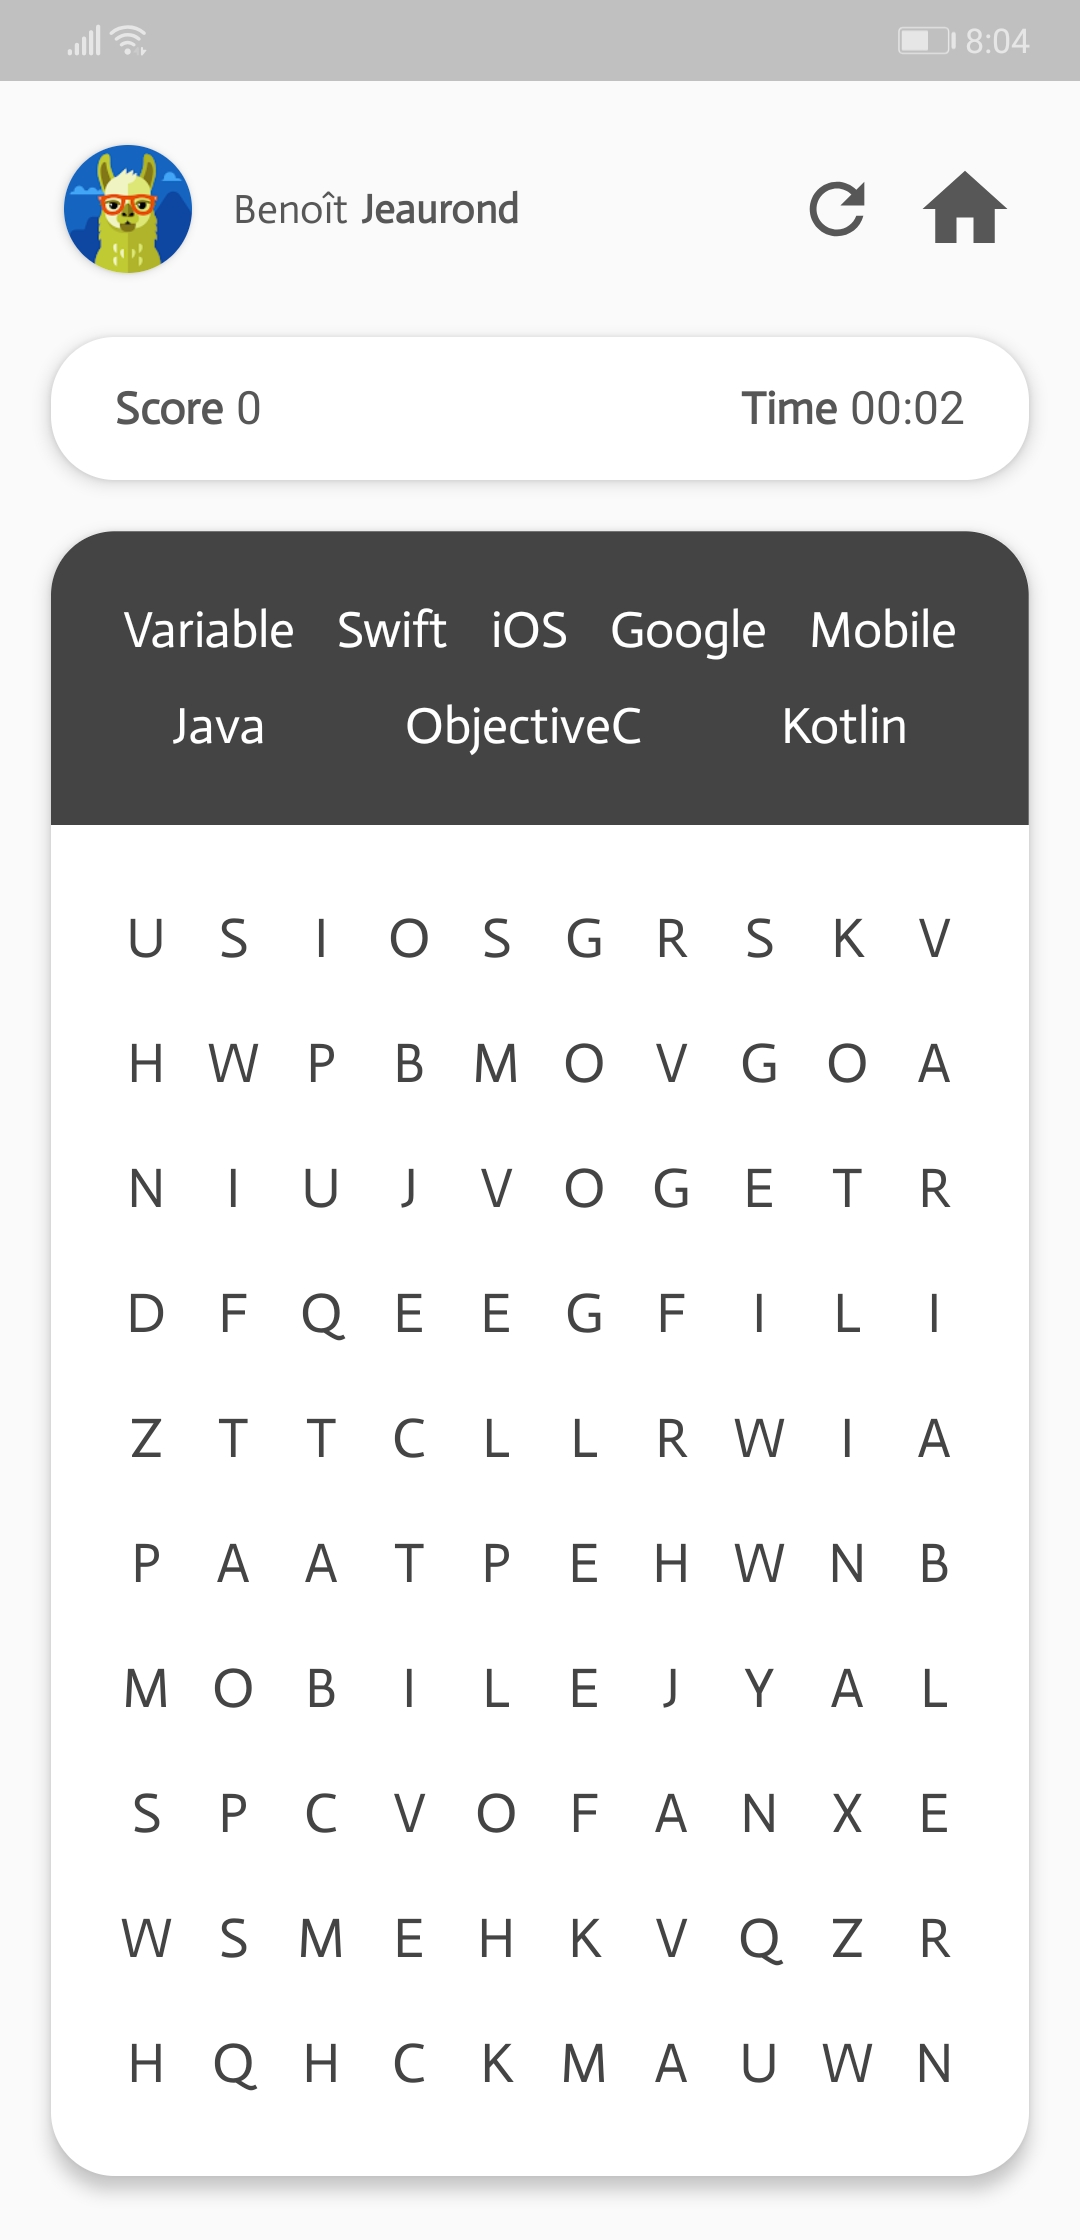 8:04
Benoît Jeaurond
Score 0 Time 00:02
Variable Swift iOS Google Mobile
Java ObjectiveC Kotlin
U S I O S G R S K V
H W P B M O V G O A
N I U J V O G E T R
D F Q E E G F I L I
Z T T C L L R W I A
P A A T P E H W N B
M O B I L E J Y A L
S P C V O F A N X E
W S M E H K V Q Z R
H Q H C K M A U W N